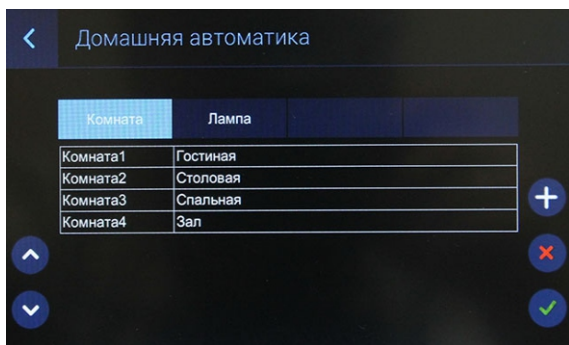 Домашняя автоматика
Комната Лампа
Комната1 Гостиная
Комната2 Столовая
Комната3 Спальная
Комната4 Зал